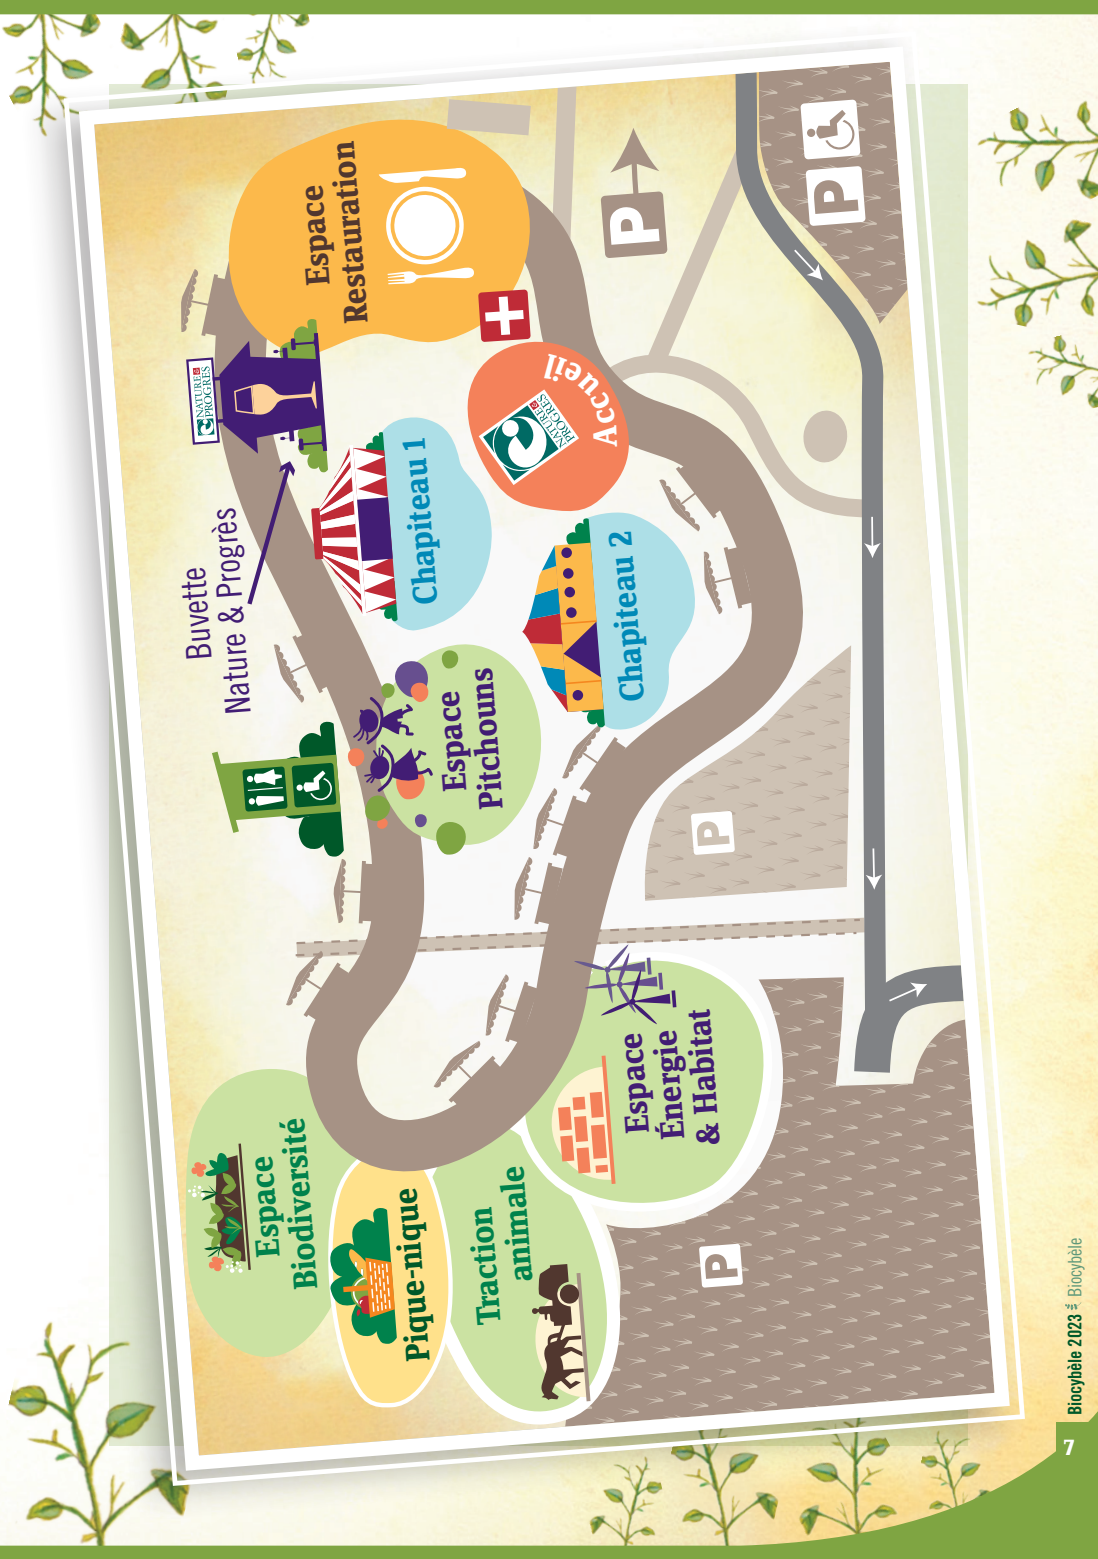 Espace
Restauration
P
P
Accueil
NATURE &
PROGRÈS
NATURE &
PROGRÈS
Buvette
Nature & Progrès
Chapiteau 1
Chapiteau 2
Espace
Pitchouns
P
Espace
Énergie
& Habitat
Espace
Biodiversité
Pique-nique
Traction
animale
P
Biocybèle 2023 Biocybèle
7